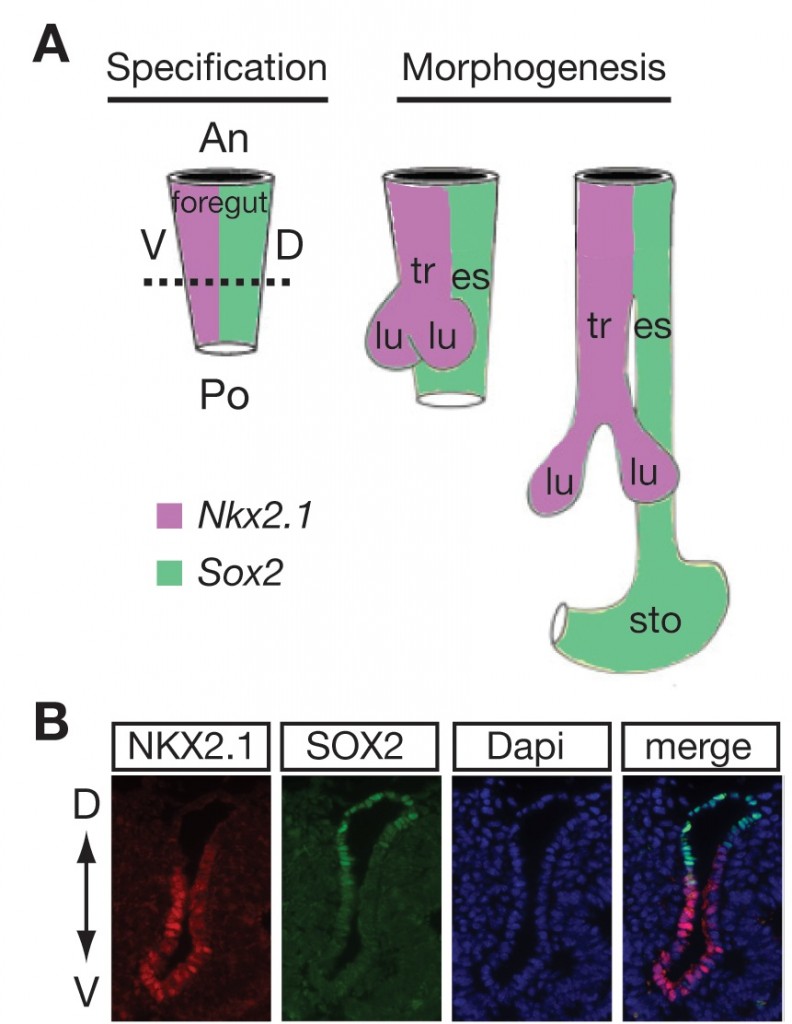 A
Specification
Morphogenesis
An
foregut
V
D
Po
tr
es
lu
lu
tr
es
lu
lu
sto
Nkx2.1
Sox2
B
NKX2.1
SOX2
Dapi
merge
D
V